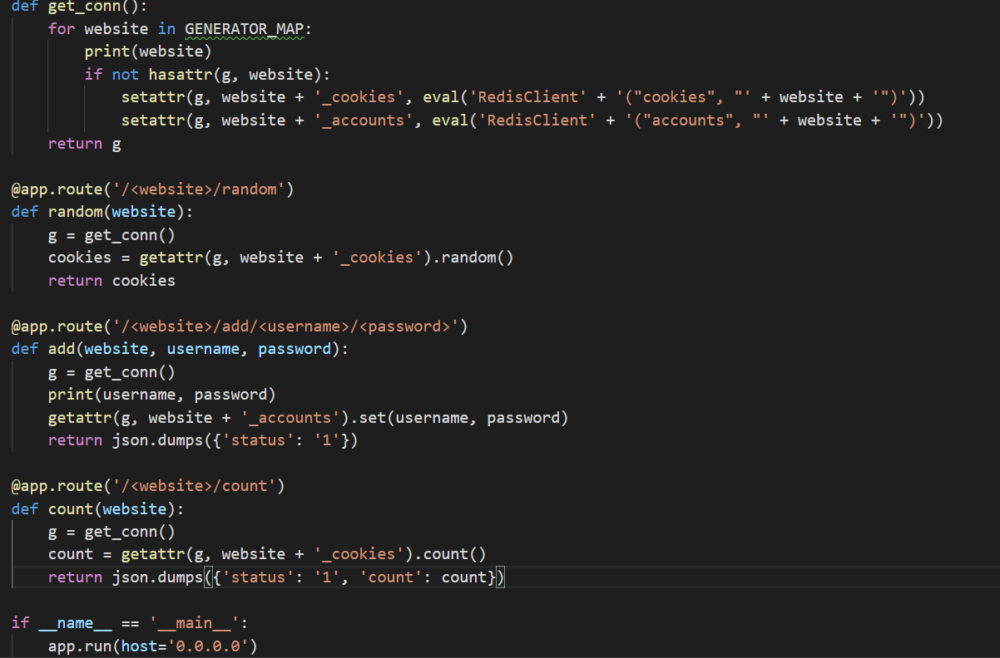 def get_conn():
    for website in GENERATOR_MAP:
        print(website)
        if not hasattr(g, website):
            setattr(g, website + '_cookies', eval('RedisClient' + '("cookies", "' + website + '")'))
            setattr(g, website + '_accounts', eval('RedisClient' + '("accounts", "' + website + '")'))
    return g

@app.route('/<website>/random')
def random(website):
    g = get_conn()
    cookies = getattr(g, website + '_cookies').random()
    return cookies

@app.route('/<website>/add/<username>/<password>')
def add(website, username, password):
    g = get_conn()
    print(username, password)
    getattr(g, website + '_accounts').set(username, password)
    return json.dumps({'status': '1'})

@app.route('/<website>/count')
def count(website):
    g = get_conn()
    count = getattr(g, website + '_cookies').count()
    return json.dumps({'status': '1', 'count': count})

if __name__ == '__main__':
    app.run(host='0.0.0.0')